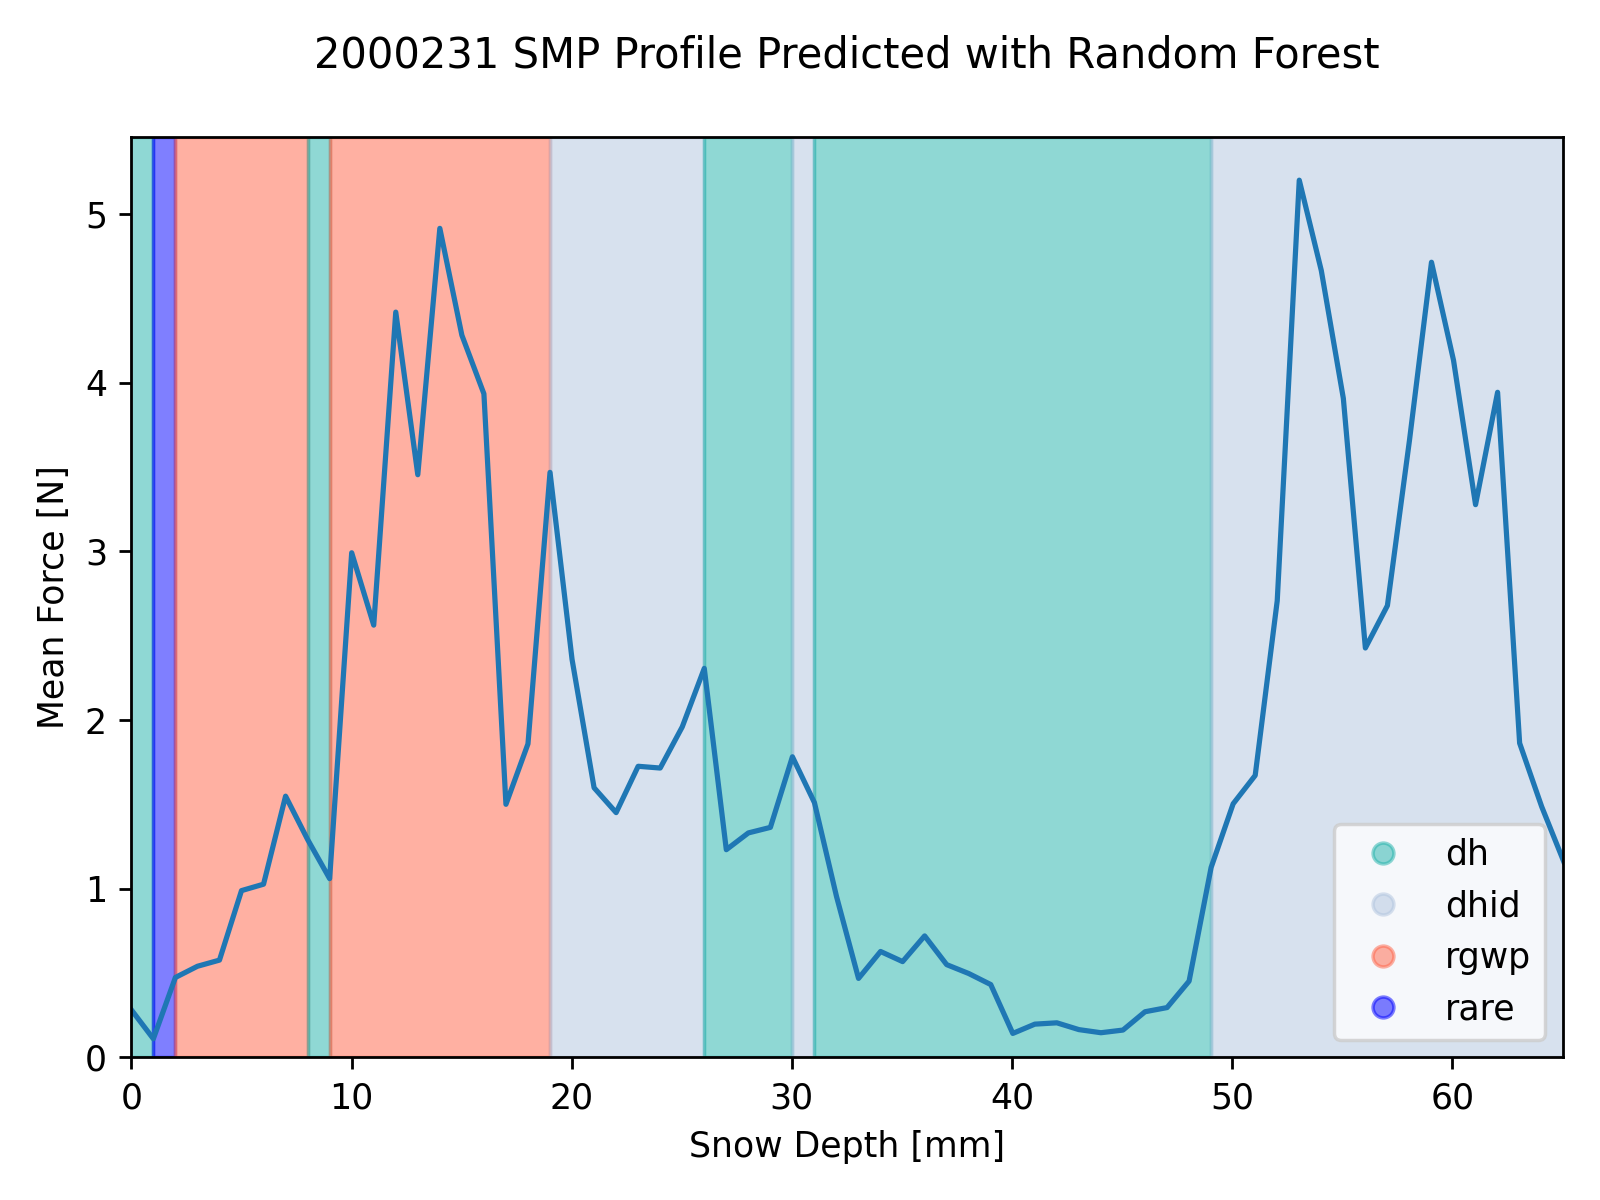 2000231 SMP Profile Predicted with Random Forest
5
4
3
2
1
0
Mean Force [N]
0 10 20 30 40 50 60
Snow Depth [mm]
dh
dhid
rgwp
rare